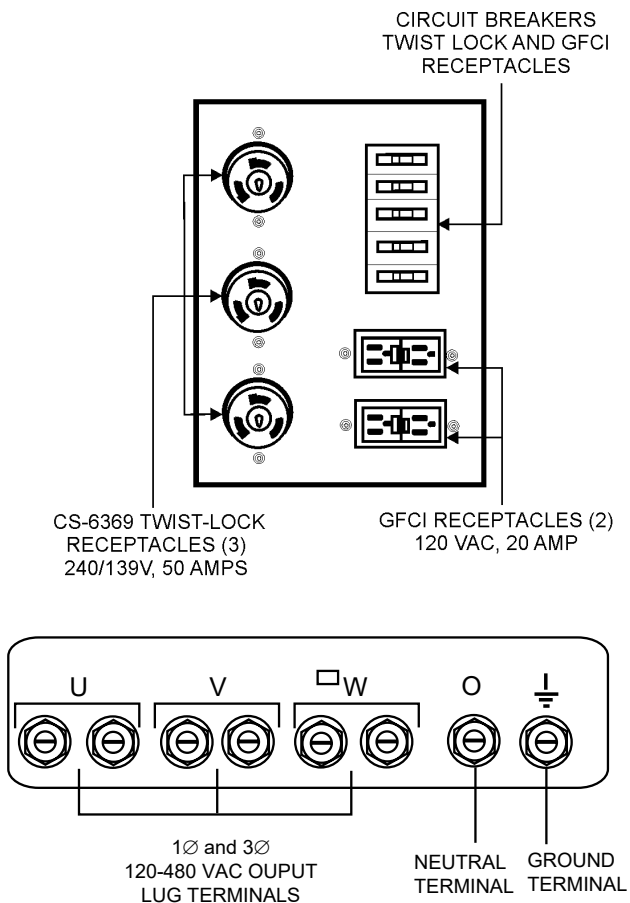 CIRCUIT BREAKERS
TWIST LOCK AND GFCI
RECEPTACLES
CS-6369 TWIST-LOCK
RECEPTACLES (3)
240/139V, 50 AMPS
GFCI RECEPTACLES (2)
120 VAC, 20 AMP
U V W O
1∅ and 3∅
120-480 VAC OUPUT
LUG TERMINALS
NEUTRAL
TERMINAL
GROUND
TERMINAL